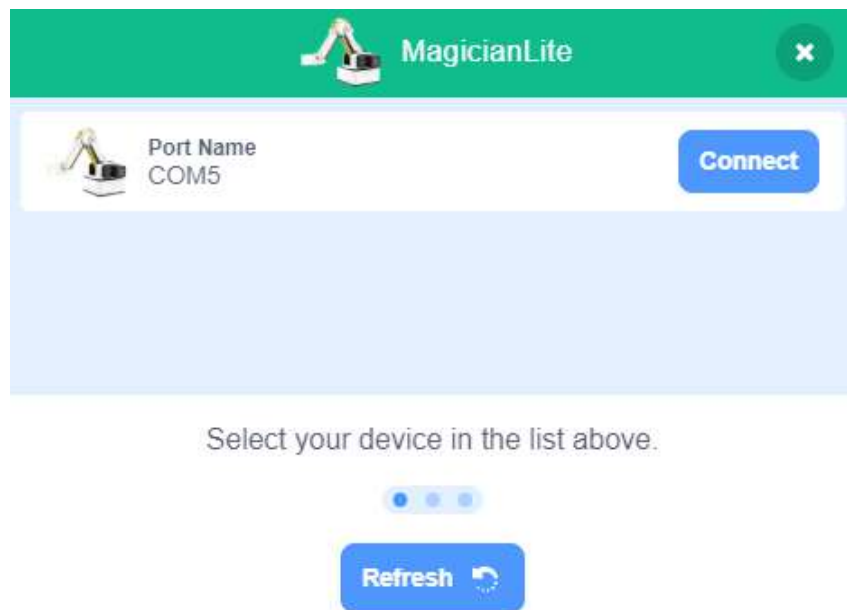 MagicianLite
Port Name
COM5
Connect
Select your device in the list above.
Refresh